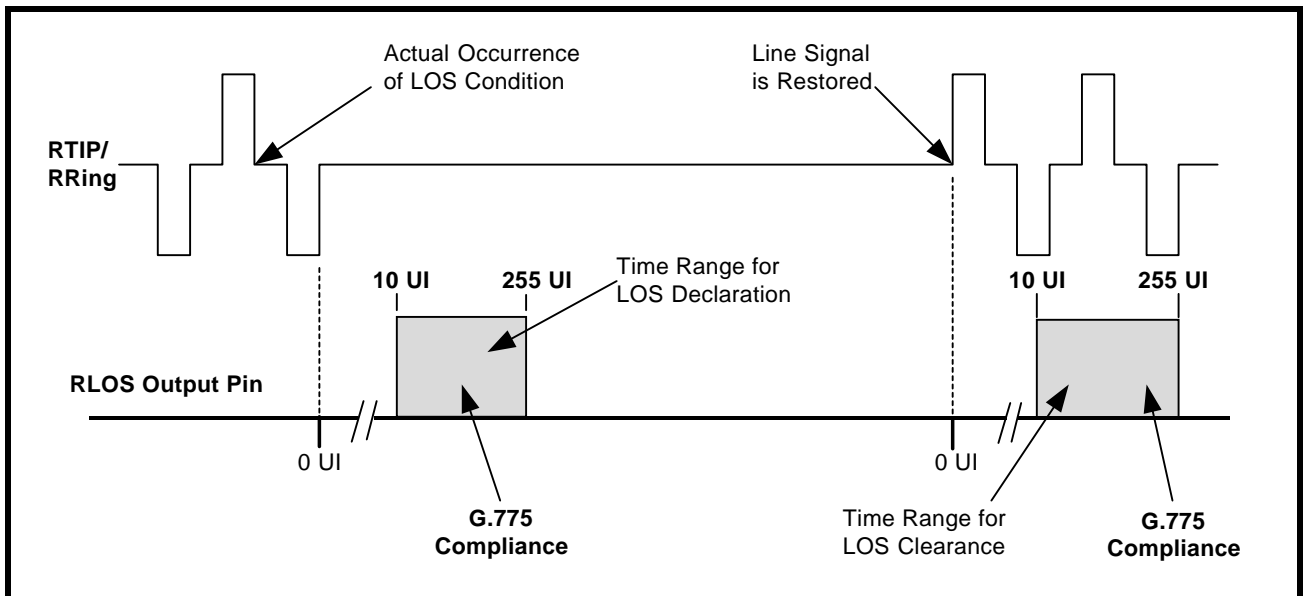 Actual Occurrence
of LOS Condition
Line Signal
is Restored
RTIP/
RRing
10 UI
255 UI
Time Range for
LOS Declaration
10 UI
255 UI
RLOS Output Pin
0 UI
0 UI
G.775
Compliance
Time Range for
LOS Clearance
G.775
Compliance